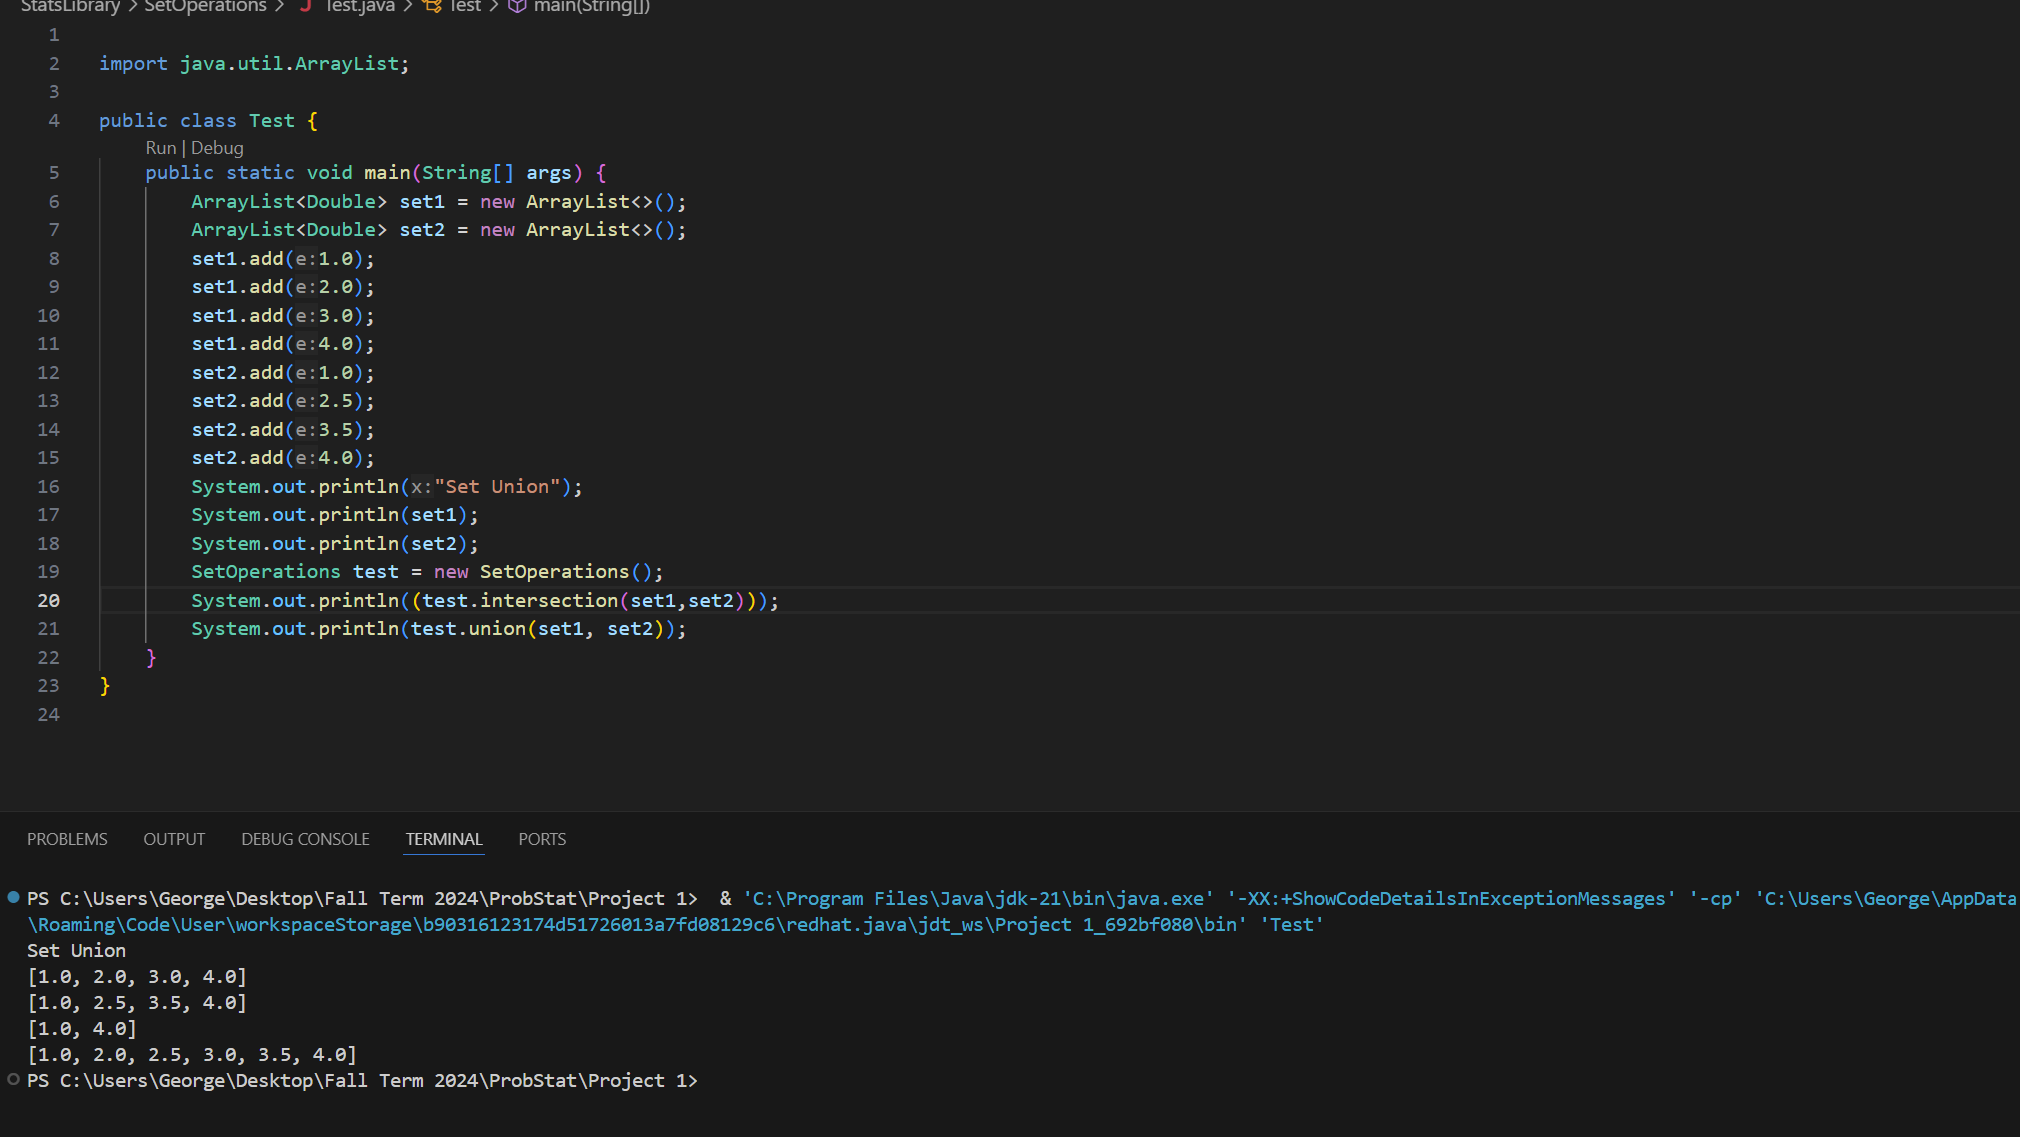 StatsLibrary > SetOperations > J Test.java > Test > main(String[])
1
2 import java.util.ArrayList;
3
4 public class Test {
Run | Debug
5 public static void main(String[] args) {
6 ArrayList<Double> set1 = new ArrayList<>();
7 ArrayList<Double> set2 = new ArrayList<>();
8 set1.add(e:1.0);
9 set1.add(e:2.0);
10 set1.add(e:3.0);
11 set1.add(e:4.0);
12 set2.add(e:1.0);
13 set2.add(e:2.5);
14 set2.add(e:3.5);
15 set2.add(e:4.0);
16 System.out.println(x:"Set Union");
17 System.out.println(set1);
18 System.out.println(set2);
19 SetOperations test = new SetOperations();
20 System.out.println((test.intersection(set1,set2)));
21 System.out.println(test.union(set1, set2));
22 }
23 }
24
PROBLEMS OUTPUT DEBUG CONSOLE TERMINAL PORTS
PS C:\Users\George\Desktop\Fall Term 2024\ProbStat\Project 1>  & 'C:\Program Files\Java\jdk-21\bin\java.exe' '-XX:+ShowCodeDetailsInExceptionMessages' '-cp' 'C:\Users\George\AppData
\Roaming\Code\User\workspaceStorage\b90316123174d51726013a7fd08129c6\redhat.java\jdt_ws\Project 1_692bf080\bin' 'Test'
Set Union
[1.0, 2.0, 3.0, 4.0]
[1.0, 2.5, 3.5, 4.0]
[1.0, 4.0]
[1.0, 2.0, 2.5, 3.0, 3.5, 4.0]
PS C:\Users\George\Desktop\Fall Term 2024\ProbStat\Project 1>